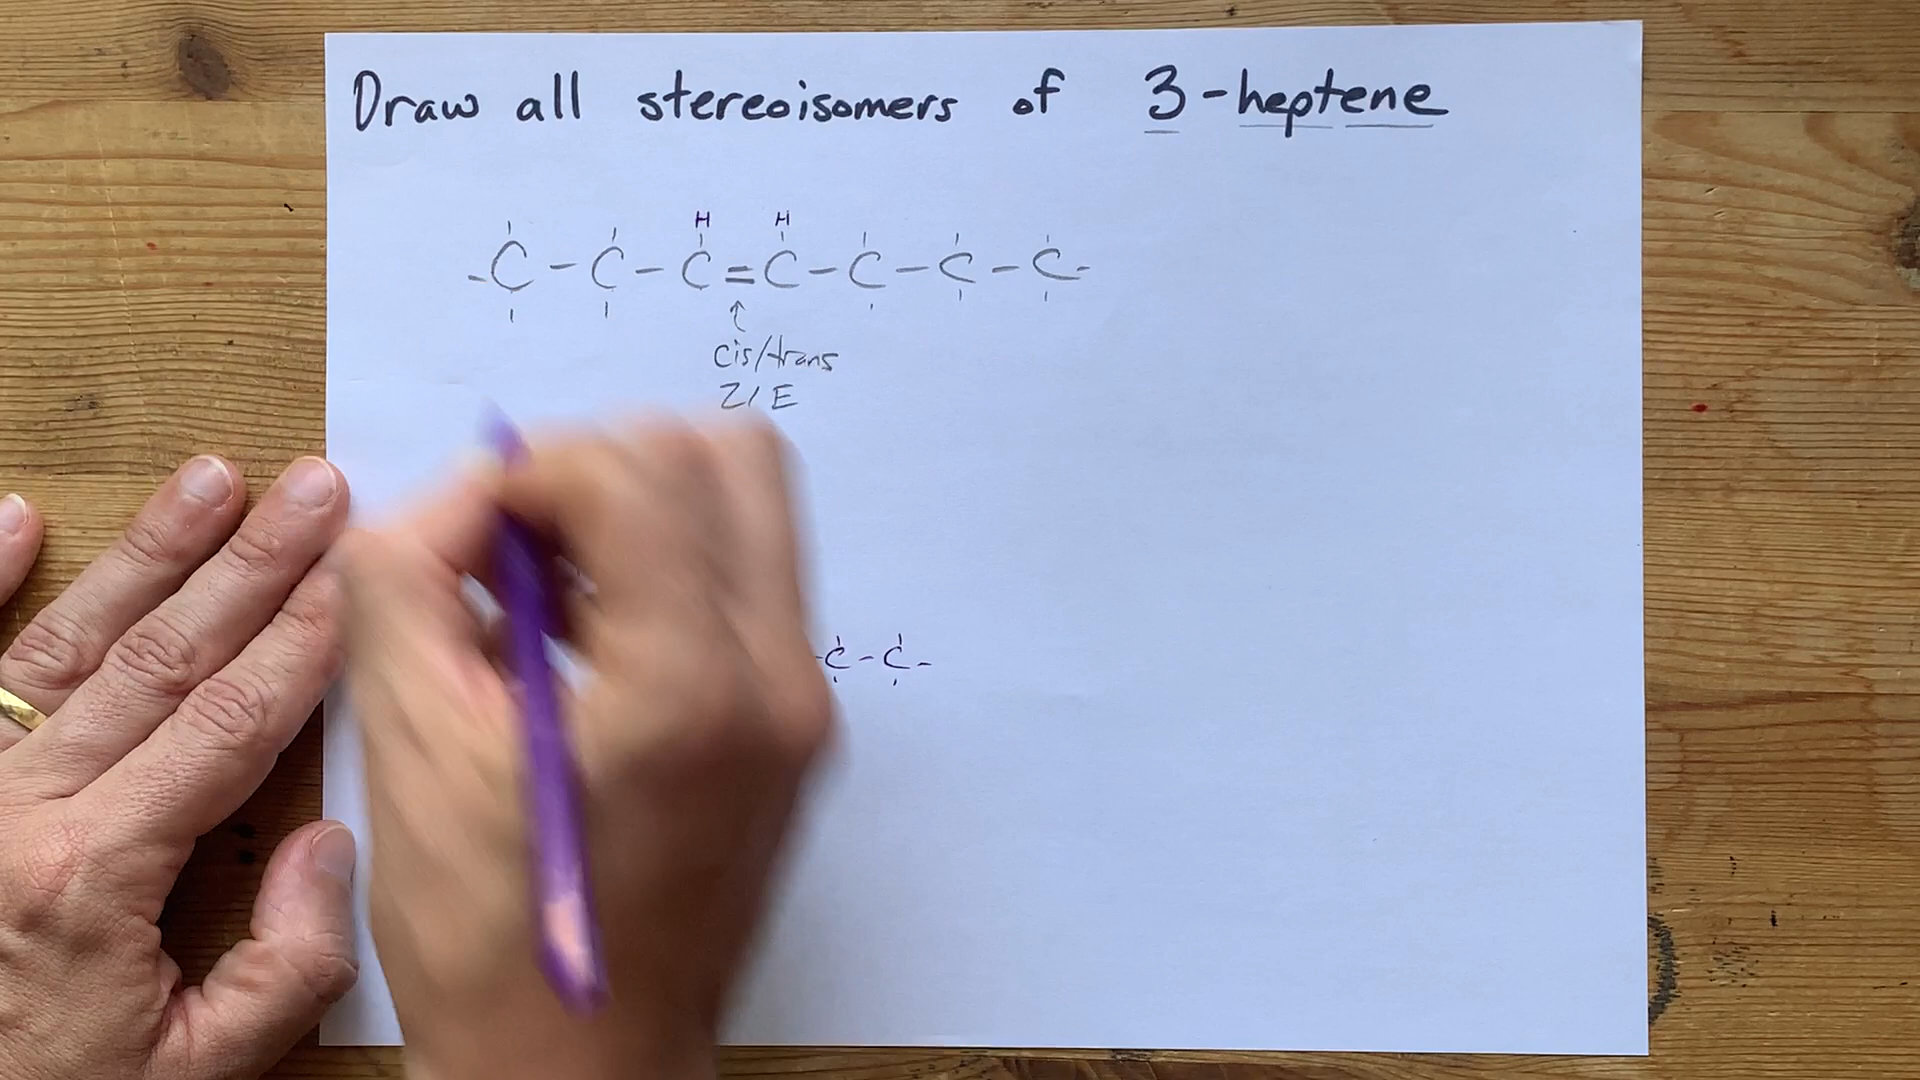 Draw all stereoisomers of 3-heptene
H H
-C-C-C=C-C-C-C-
↑
cis/trans
Z/E
-C-C-